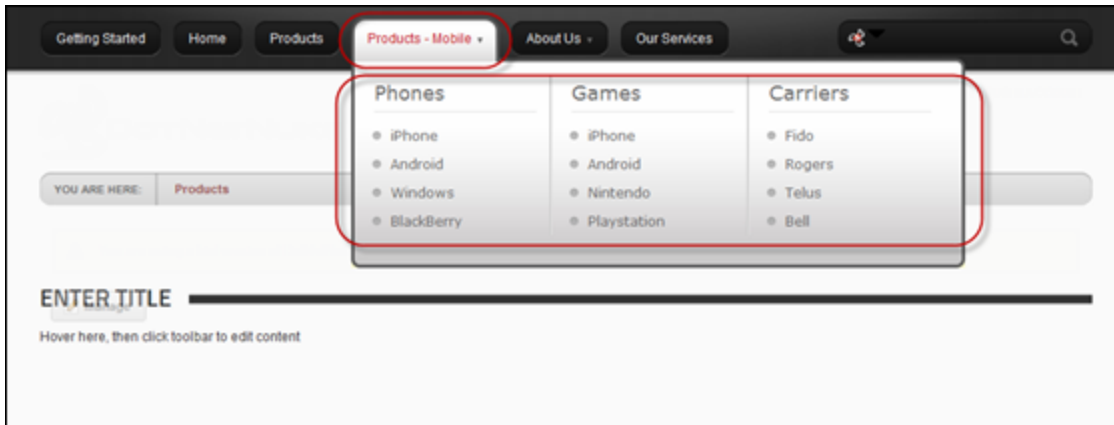 Getting Started Home Products Products - Mobile About Us Our Services
Phones Games Carriers
iPhone iPhone Fido
Android Android Rogers
YOU ARE HERE: Products
Windows Nintendo Telus
BlackBerry Playstation Bell
ENTER TITLE
Manage
Hover here, then click toolbar to edit content